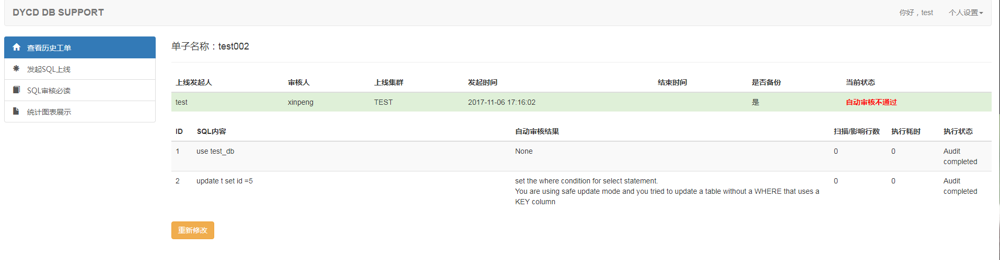 DYCD DB SUPPORT
你好，test 个人设置
查看历史工单
发起SQL上线
SQL审核必读
统计图表展示
单子名称：test002
上线发起人 审核人 上线集群 发起时间 结束时间 是否备份 当前状态
test xinpeng TEST 2017-11-06 17:16:02 是 自动审核不通过
ID SQL内容 自动审核结果 扫描/影响行数 执行耗时 执行状态
1 use test_db None 0 0 Audit
completed
2 update t set id =5 set the where condition for select statement. 0 0 Audit
You are using safe update mode and you tried to update a table without a WHERE that uses a completed
KEY column
重新修改